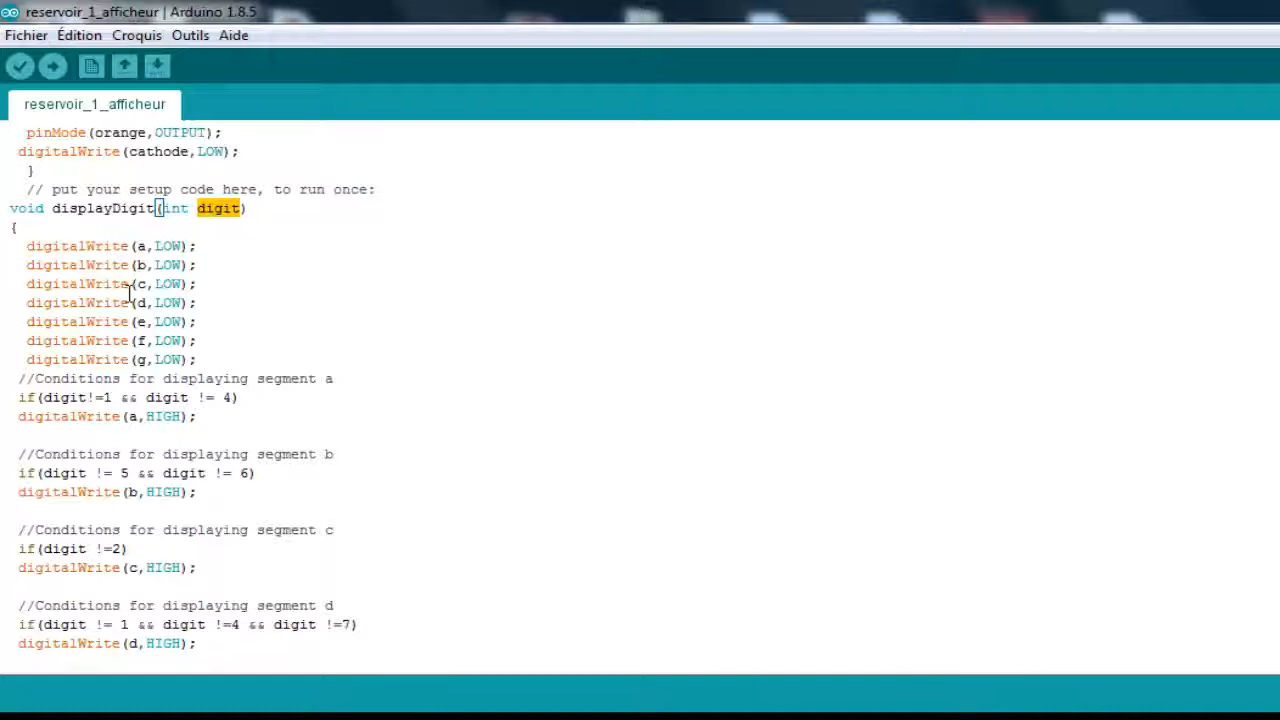 reservoir_1_afficheur | Arduino 1.8.5
Fichier Édition Croquis Outils Aide
reservoir_1_afficheur
pinMode(orange,OUTPUT);
digitalWrite(cathode,LOW);
}
// put your setup code here, to run once:
void displayDigit(int digit)
{
digitalWrite(a,LOW);
digitalWrite(b,LOW);
digitalWrite(c,LOW);
digitalWrite(d,LOW);
digitalWrite(e,LOW);
digitalWrite(f,LOW);
digitalWrite(g,LOW);
//Conditions for displaying segment a
if(digit!=1 && digit != 4)
digitalWrite(a,HIGH);
//Conditions for displaying segment b
if(digit != 5 && digit != 6)
digitalWrite(b,HIGH);
//Conditions for displaying segment c
if(digit !=2)
digitalWrite(c,HIGH);
//Conditions for displaying segment d
if(digit != 1 && digit !=4 && digit !=7)
digitalWrite(d,HIGH);